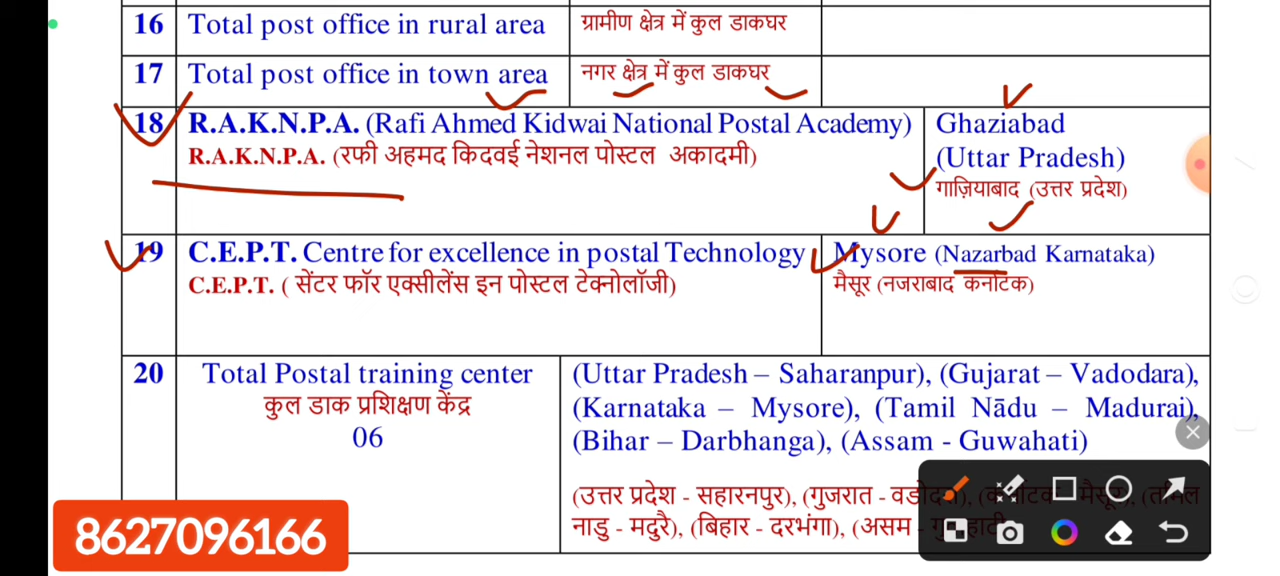 16 Total post office in rural area ग्रामीण क्षेत्र में कुल डाकघर
17 Total post office in town area नगर क्षेत्र में कुल डाकघर
18 R.A.K.N.P.A. (Rafi Ahmed Kidwai National Postal Academy) Ghaziabad
R.A.K.N.P.A. (रफी अहमद किदवई नेशनल पोस्टल अकादमी) (Uttar Pradesh)
गाज़ियाबाद (उत्तर प्रदेश)
19 C.E.P.T. Centre for excellence in postal Technology Mysore (Nazarbad Karnataka)
C.E.P.T. ( सेंटर फॉर एक्सीलेंस इन पोस्टल टेक्नोलॉजी) मैसूर (नजराबाद कर्नाटक)
20 Total Postal training center (Uttar Pradesh – Saharanpur), (Gujarat – Vadodara),
कुल डाक प्रशिक्षण केंद्र (Karnataka – Mysore), (Tamil Nādu – Madurai),
06 (Bihar – Darbhanga), (Assam - Guwahati)
(उत्तर प्रदेश - सहारनपुर), (गुजरात - वडोदरा), (कर्नाटक - मैसूर), (तमिल
नाडु - मदुरै), (बिहार - दरभंगा), (असम -
8627096166